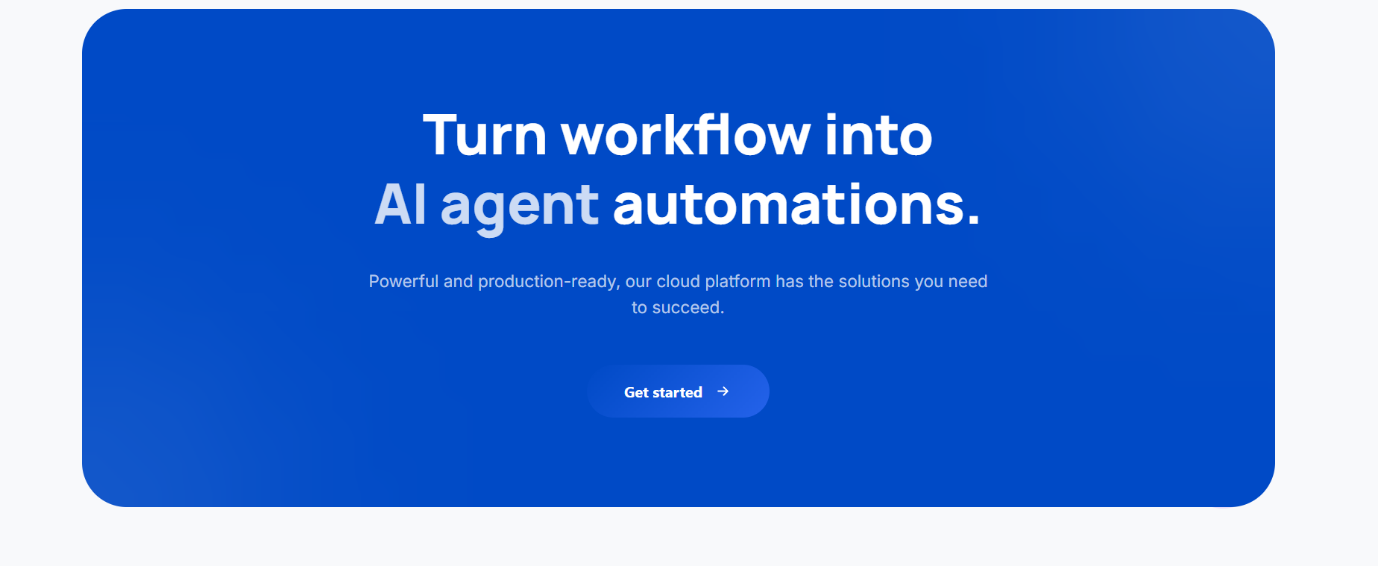 Turn workflow into
AI agent automations.
Powerful and production-ready, our cloud platform has the solutions you need
to succeed.
Get started →